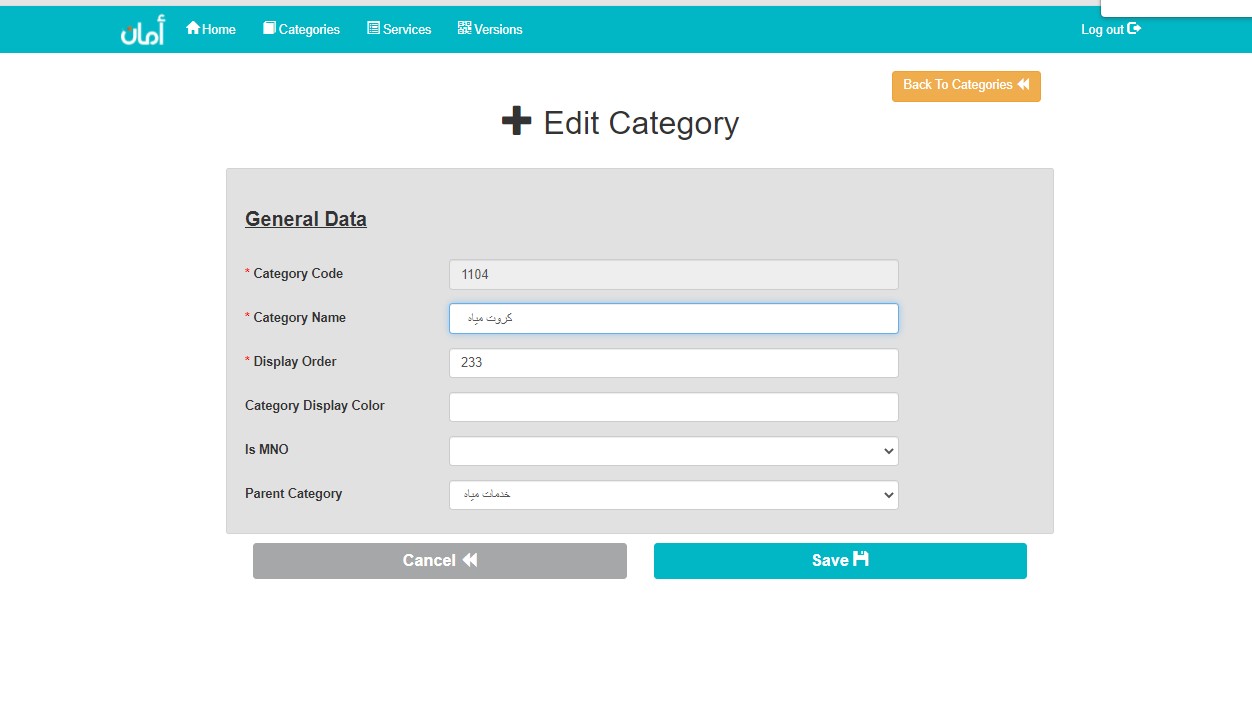 أمان Home Categories Services Versions Log out
Back To Categories
Edit Category
General Data
* Category Code 1104
* Category Name كروت مياه
* Display Order 233
Category Display Color
Is MNO
Parent Category خدمات مياه
Cancel Save